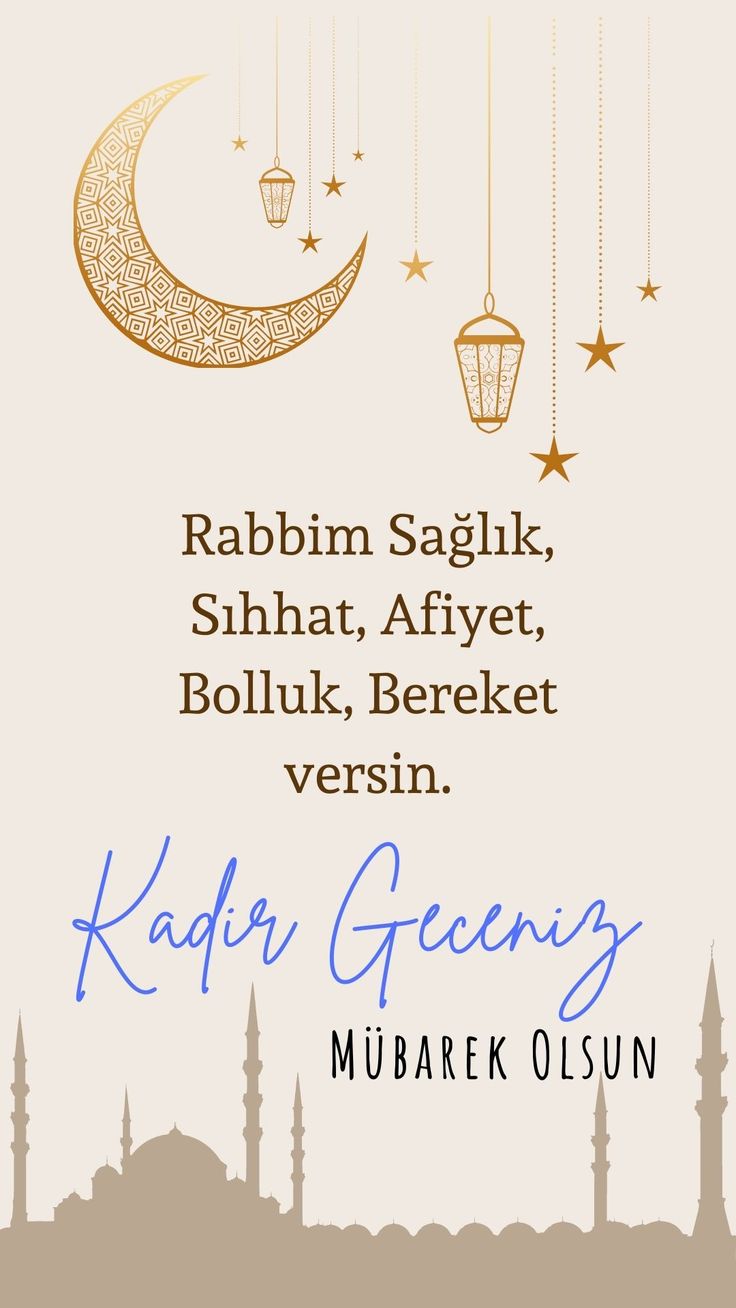 Rabbim Sağlık,
Sıhhat, Afiyet,
Bolluk, Bereket
versin.
Kadir Geceniz
MÜBAREK OLSUN